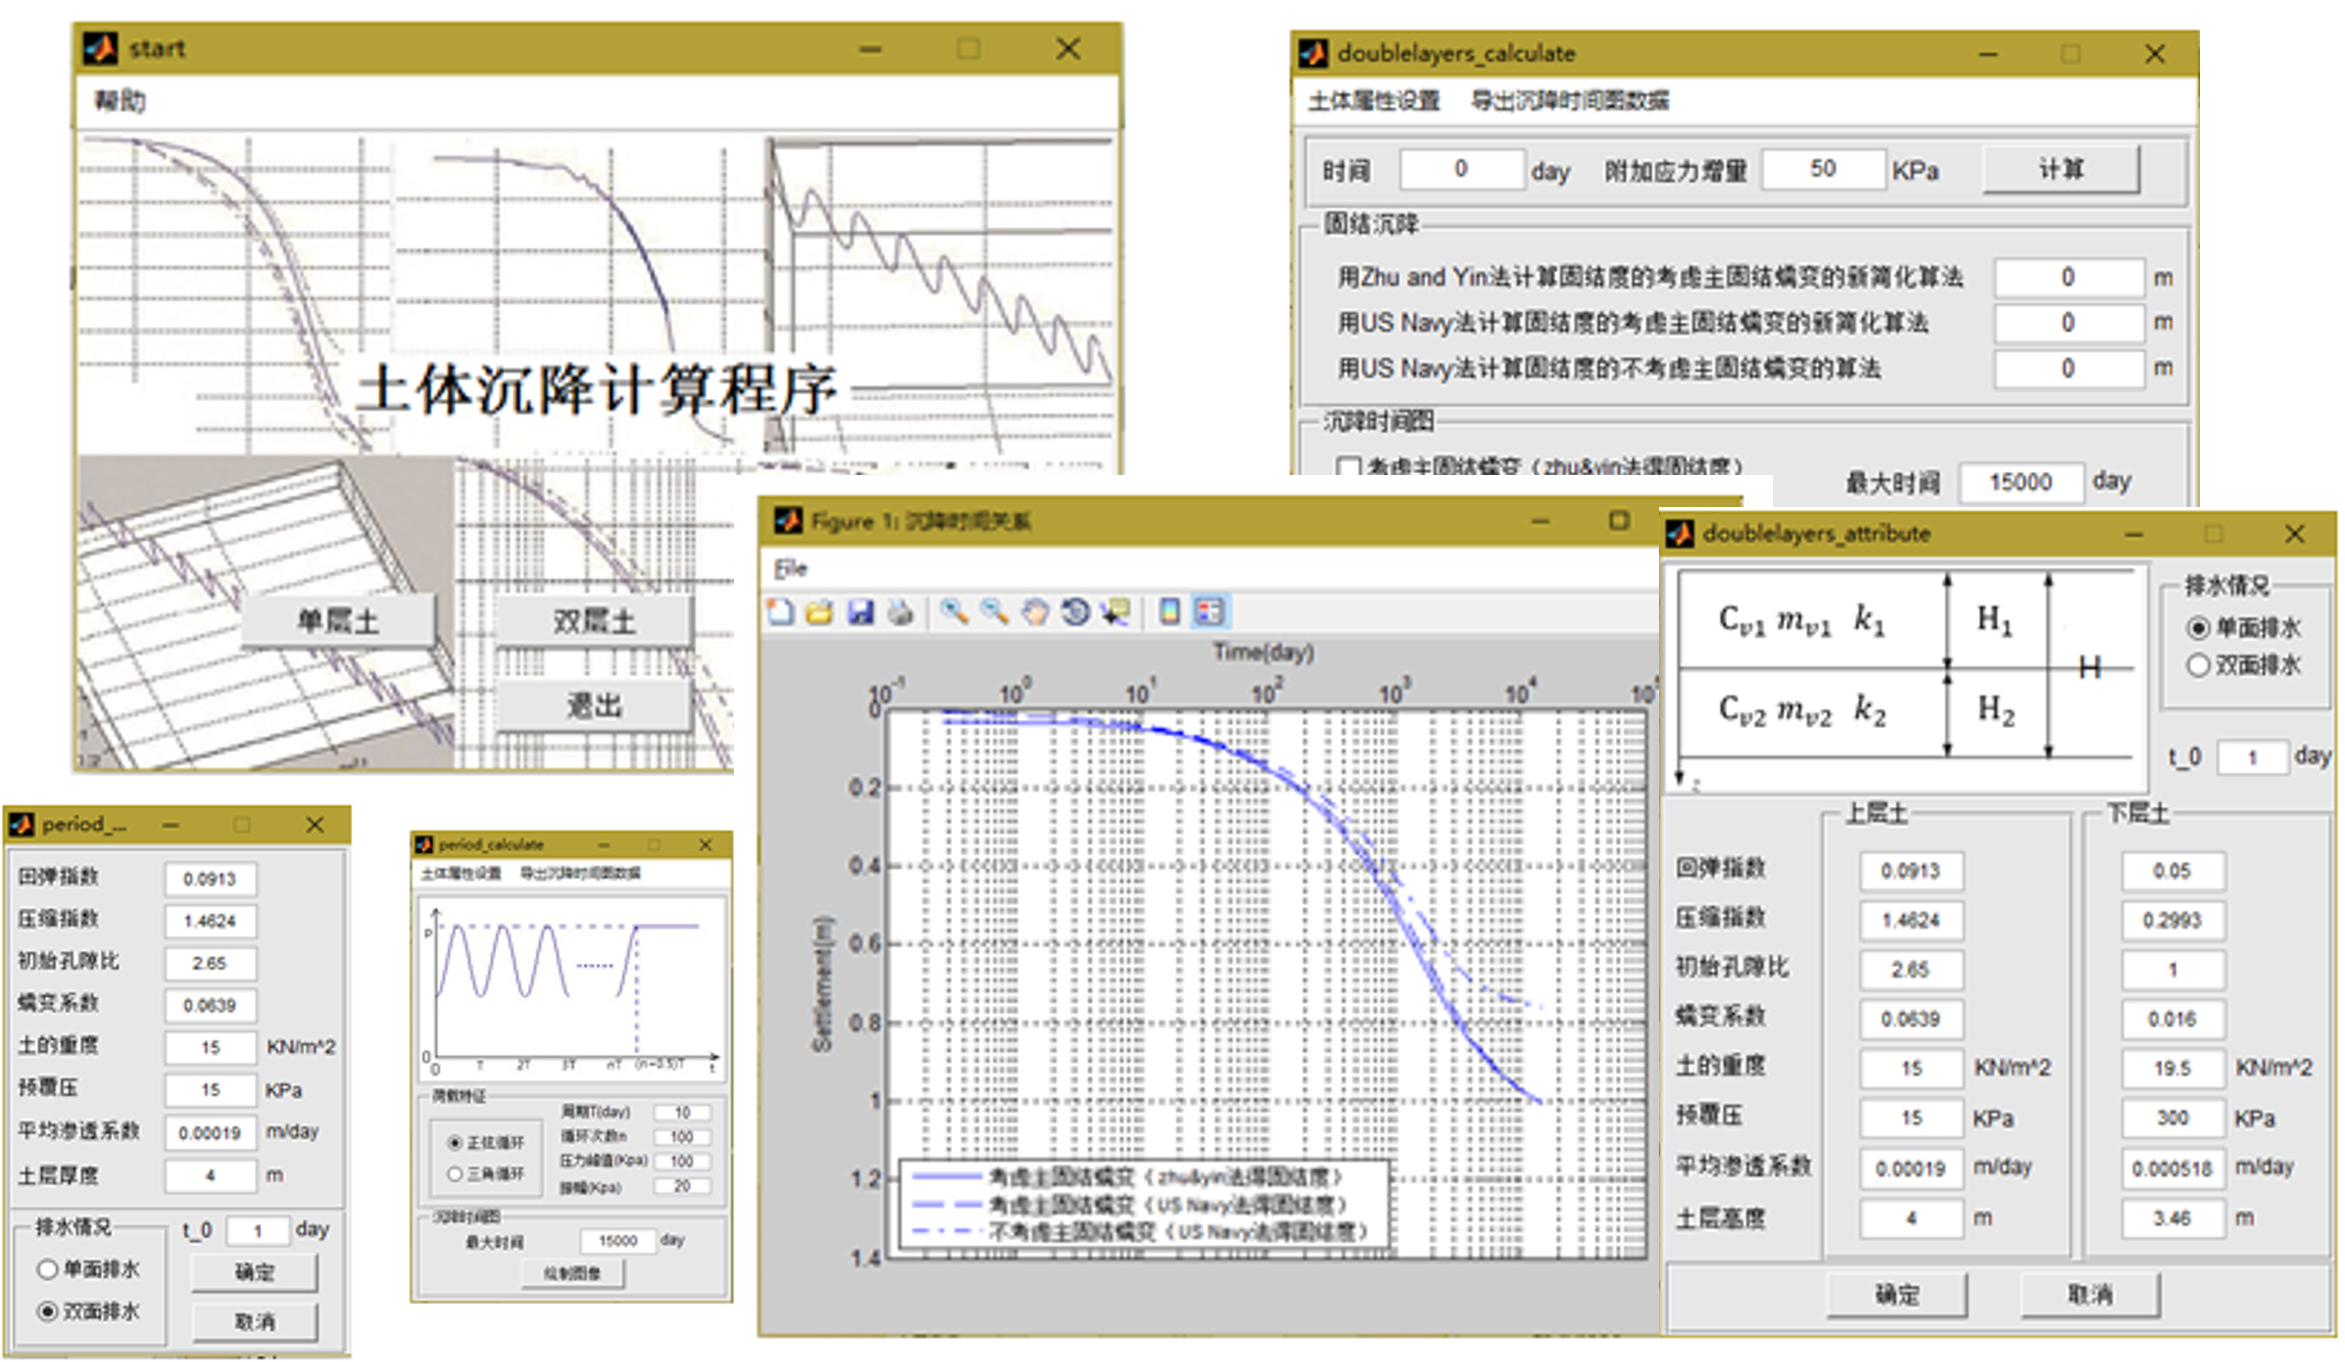 start
帮助
土体沉降计算程序
单层土
双层土
退出
doublelayers_calculate
土体属性设置 导出沉降时间图数据
时间 0 day 附加应力增量 50 KPa 计算
固结沉降
用Zhu and Yin法计算固结度的考虑主固结蠕变的新简化算法 0 m
用US Navy法计算固结度的考虑主固结蠕变的新简化算法 0 m
用US Navy法计算固结度的不考虑主固结蠕变的算法 0 m
沉降时间图
考虑主固结蠕变（zhu&yin法得固结度）
最大时间 15000 day
period_...
回弹指数 0.0913
压缩指数 1.4624
初始孔隙比 2.65
蠕变系数 0.0639
土的重度 15 KN/m^2
预覆压 15 KPa
平均渗透系数 0.00019 m/day
土层厚度 4 m
排水情况
单面排水
双面排水
t_0 1 day
确定
取消
period_calculate
土体属性设置 导出沉降时间图数据
P
0
0 T 2T 3T nT (n+0.5)T t
荷载特征
正弦循环
三角循环
周期T(day) 10
循环次数n 100
压力峰值(Kpa) 100
振幅(Kpa) 20
沉降时间图
最大时间 15000 day
绘制图像
Figure 1: 沉降时间关系
File
Time(day)
10^-1 10^0 10^1 10^2 10^3 10^4 10^5
0
0.2
0.4
0.6
0.8
1
1.2
1.4
Settlement(m)
考虑主固结蠕变（zhu&yin法得固结度）
考虑主固结蠕变（US Navy法得固结度）
不考虑主固结蠕变（US Navy法得固结度）
doublelayers_attribute
C_v1 m_v1 k_1 H_1
H
C_v2 m_v2 k_2 H_2
z
排水情况
单面排水
双面排水
t_0 1 day
上层土 下层土
回弹指数 0.0913 0.05
压缩指数 1.4624 0.2993
初始孔隙比 2.65 1
蠕变系数 0.0639 0.016
土的重度 15 KN/m^2 19.5 KN/m^2
预覆压 15 KPa 300 KPa
平均渗透系数 0.00019 m/day 0.000518 m/day
土层高度 4 m 3.46 m
确定 取消